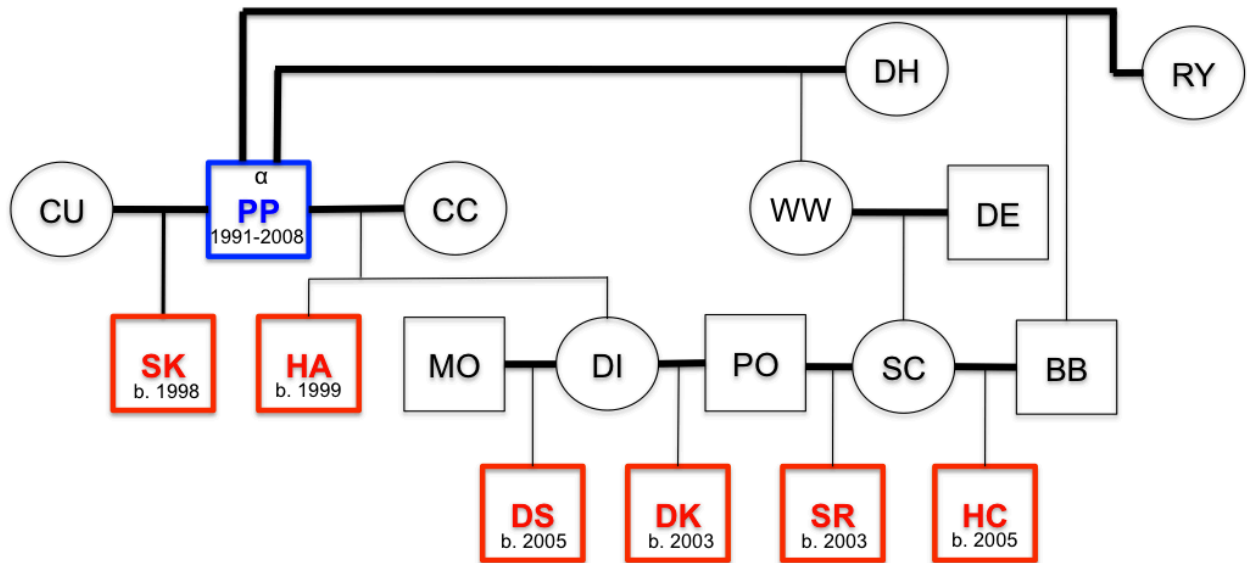 DH
RY
α
CU
PP
CC
WW
DE
1991-2008
SK
HA
MO
DI
PO
SC
BB
b. 1998
b. 1999
DS
DK
SR
HC
b. 2005
b. 2003
b. 2003
b. 2005